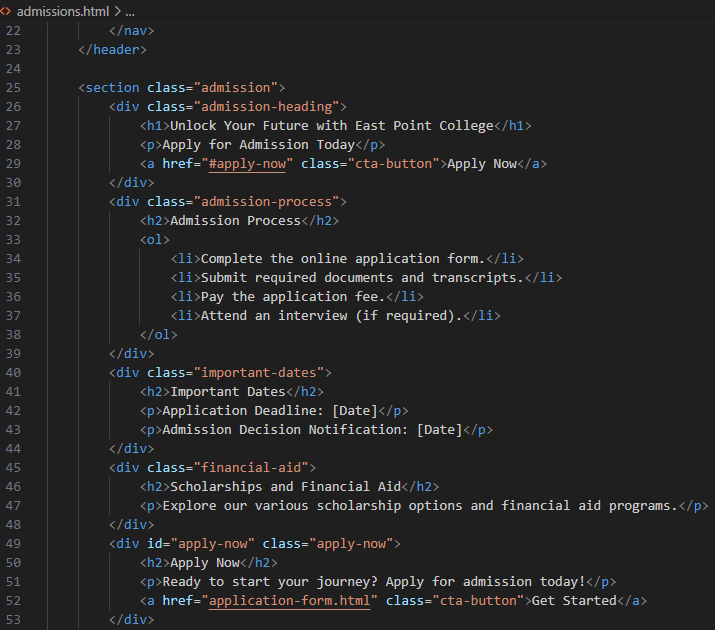 admissions.html > ...
22 </nav>
23 </header>
24
25 <section class="admission">
26 <div class="admission-heading">
27 <h1>Unlock Your Future with East Point College</h1>
28 <p>Apply for Admission Today</p>
29 <a href="#apply-now" class="cta-button">Apply Now</a>
30 </div>
31 <div class="admission-process">
32 <h2>Admission Process</h2>
33 <ol>
34 <li>Complete the online application form.</li>
35 <li>Submit required documents and transcripts.</li>
36 <li>Pay the application fee.</li>
37 <li>Attend an interview (if required).</li>
38 </ol>
39 </div>
40 <div class="important-dates">
41 <h2>Important Dates</h2>
42 <p>Application Deadline: [Date]</p>
43 <p>Admission Decision Notification: [Date]</p>
44 </div>
45 <div class="financial-aid">
46 <h2>Scholarships and Financial Aid</h2>
47 <p>Explore our various scholarship options and financial aid programs.</p>
48 </div>
49 <div id="apply-now" class="apply-now">
50 <h2>Apply Now</h2>
51 <p>Ready to start your journey? Apply for admission today!</p>
52 <a href="application-form.html" class="cta-button">Get Started</a>
53 </div>